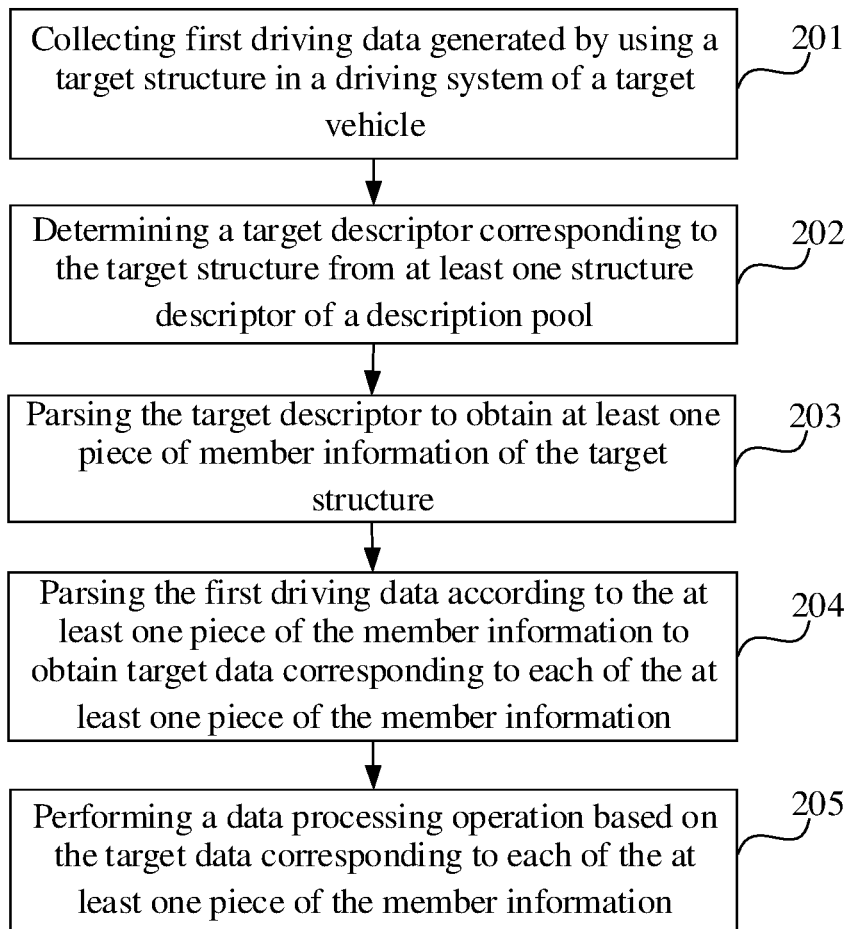 Collecting first driving data generated by using a
target structure in a driving system of a target
vehicle
201
Determining a target descriptor corresponding to
the target structure from at least one structure
descriptor of a description pool
202
Parsing the target descriptor to obtain at least one
piece of member information of the target
structure
203
Parsing the first driving data according to the at
least one piece of the member information to
obtain target data corresponding to each of the at
least one piece of the member information
204
Performing a data processing operation based on
the target data corresponding to each of the at
least one piece of the member information
205